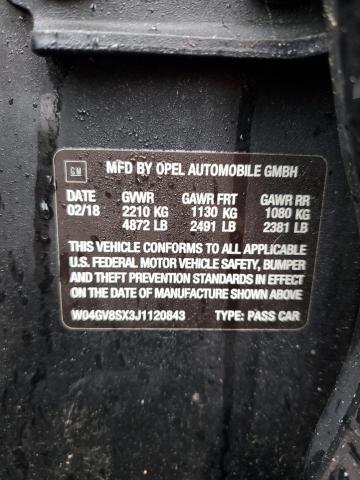 GM
MFD BY OPEL AUTOMOBILE GMBH
DATE GVWR GAWR FRT GAWR RR
02/18 2210 KG 1130 KG 1080 KG
4872 LB 2491 LB 2381 LB
THIS VEHICLE CONFORMS TO ALL APPLICABLE
U.S. FEDERAL MOTOR VEHICLE SAFETY, BUMPER
AND THEFT PREVENTION STANDARDS IN EFFECT
ON THE DATE OF MANUFACTURE SHOWN ABOVE
W04GV8SX3J1120843 TYPE: PASS CAR